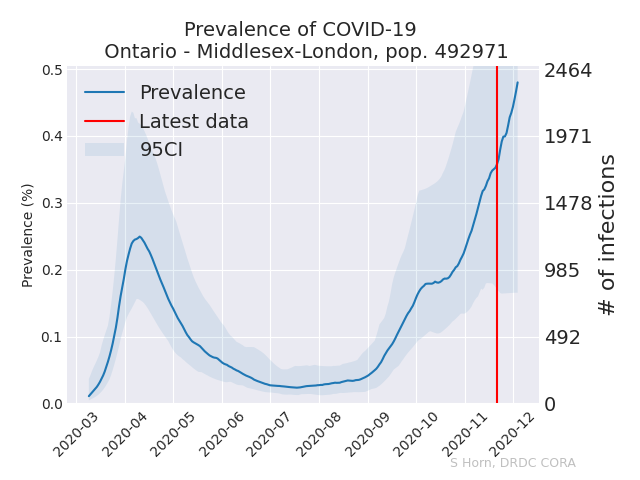 Prevalence of COVID-19
Ontario - Middlesex-London, pop. 492971
Prevalence
Latest data
95CI
Prevalence (%)
0.5
0.4
0.3
0.2
0.1
0.0
2464
1971
1478
985
492
0
# of infections
2020-03
2020-04
2020-05
2020-06
2020-07
2020-08
2020-09
2020-10
2020-11
2020-12
S Horn, DRDC CORA